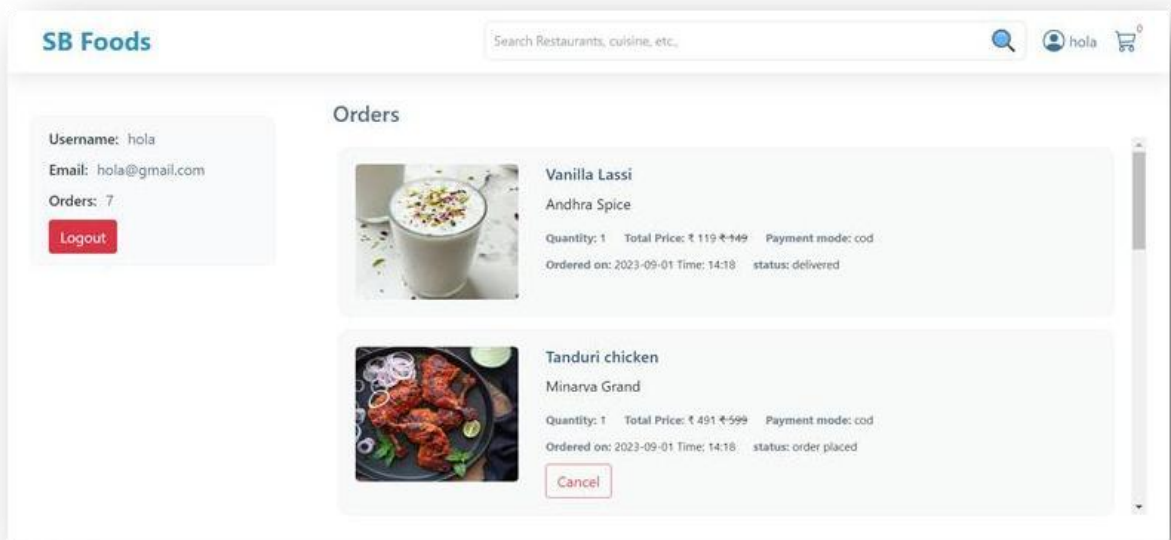 SB Foods
Search Restaurants, cuisine, etc.,
hola
0
Username: hola
Email: hola@gmail.com
Orders: 7
Logout
Orders
Vanilla Lassi
Andhra Spice
Quantity: 1 Total Price: ₹ 119 ₹ 149 Payment mode: cod
Ordered on: 2023-09-01 Time: 14:18 status: delivered
Tanduri chicken
Minarva Grand
Quantity: 1 Total Price: ₹ 491 ₹ 599 Payment mode: cod
Ordered on: 2023-09-01 Time: 14:18 status: order placed
Cancel